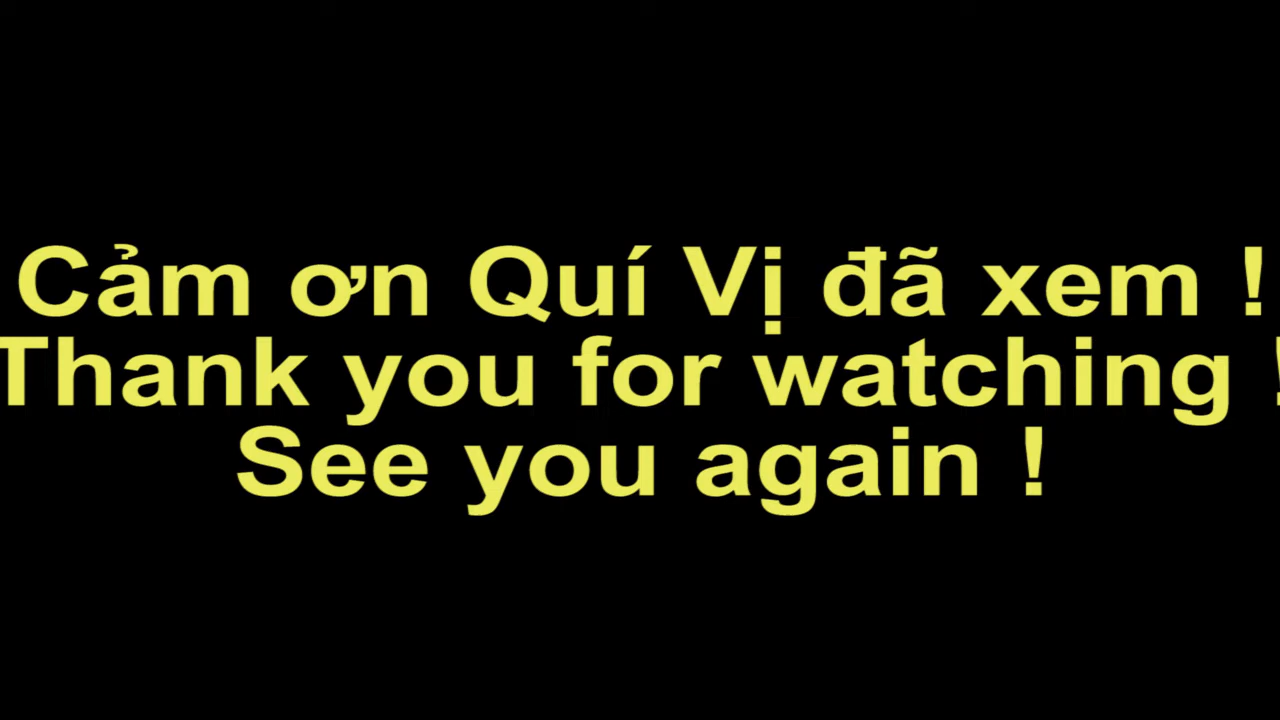 Cảm ơn Quí Vị đã xem !
Thank you for watching !
See you again !